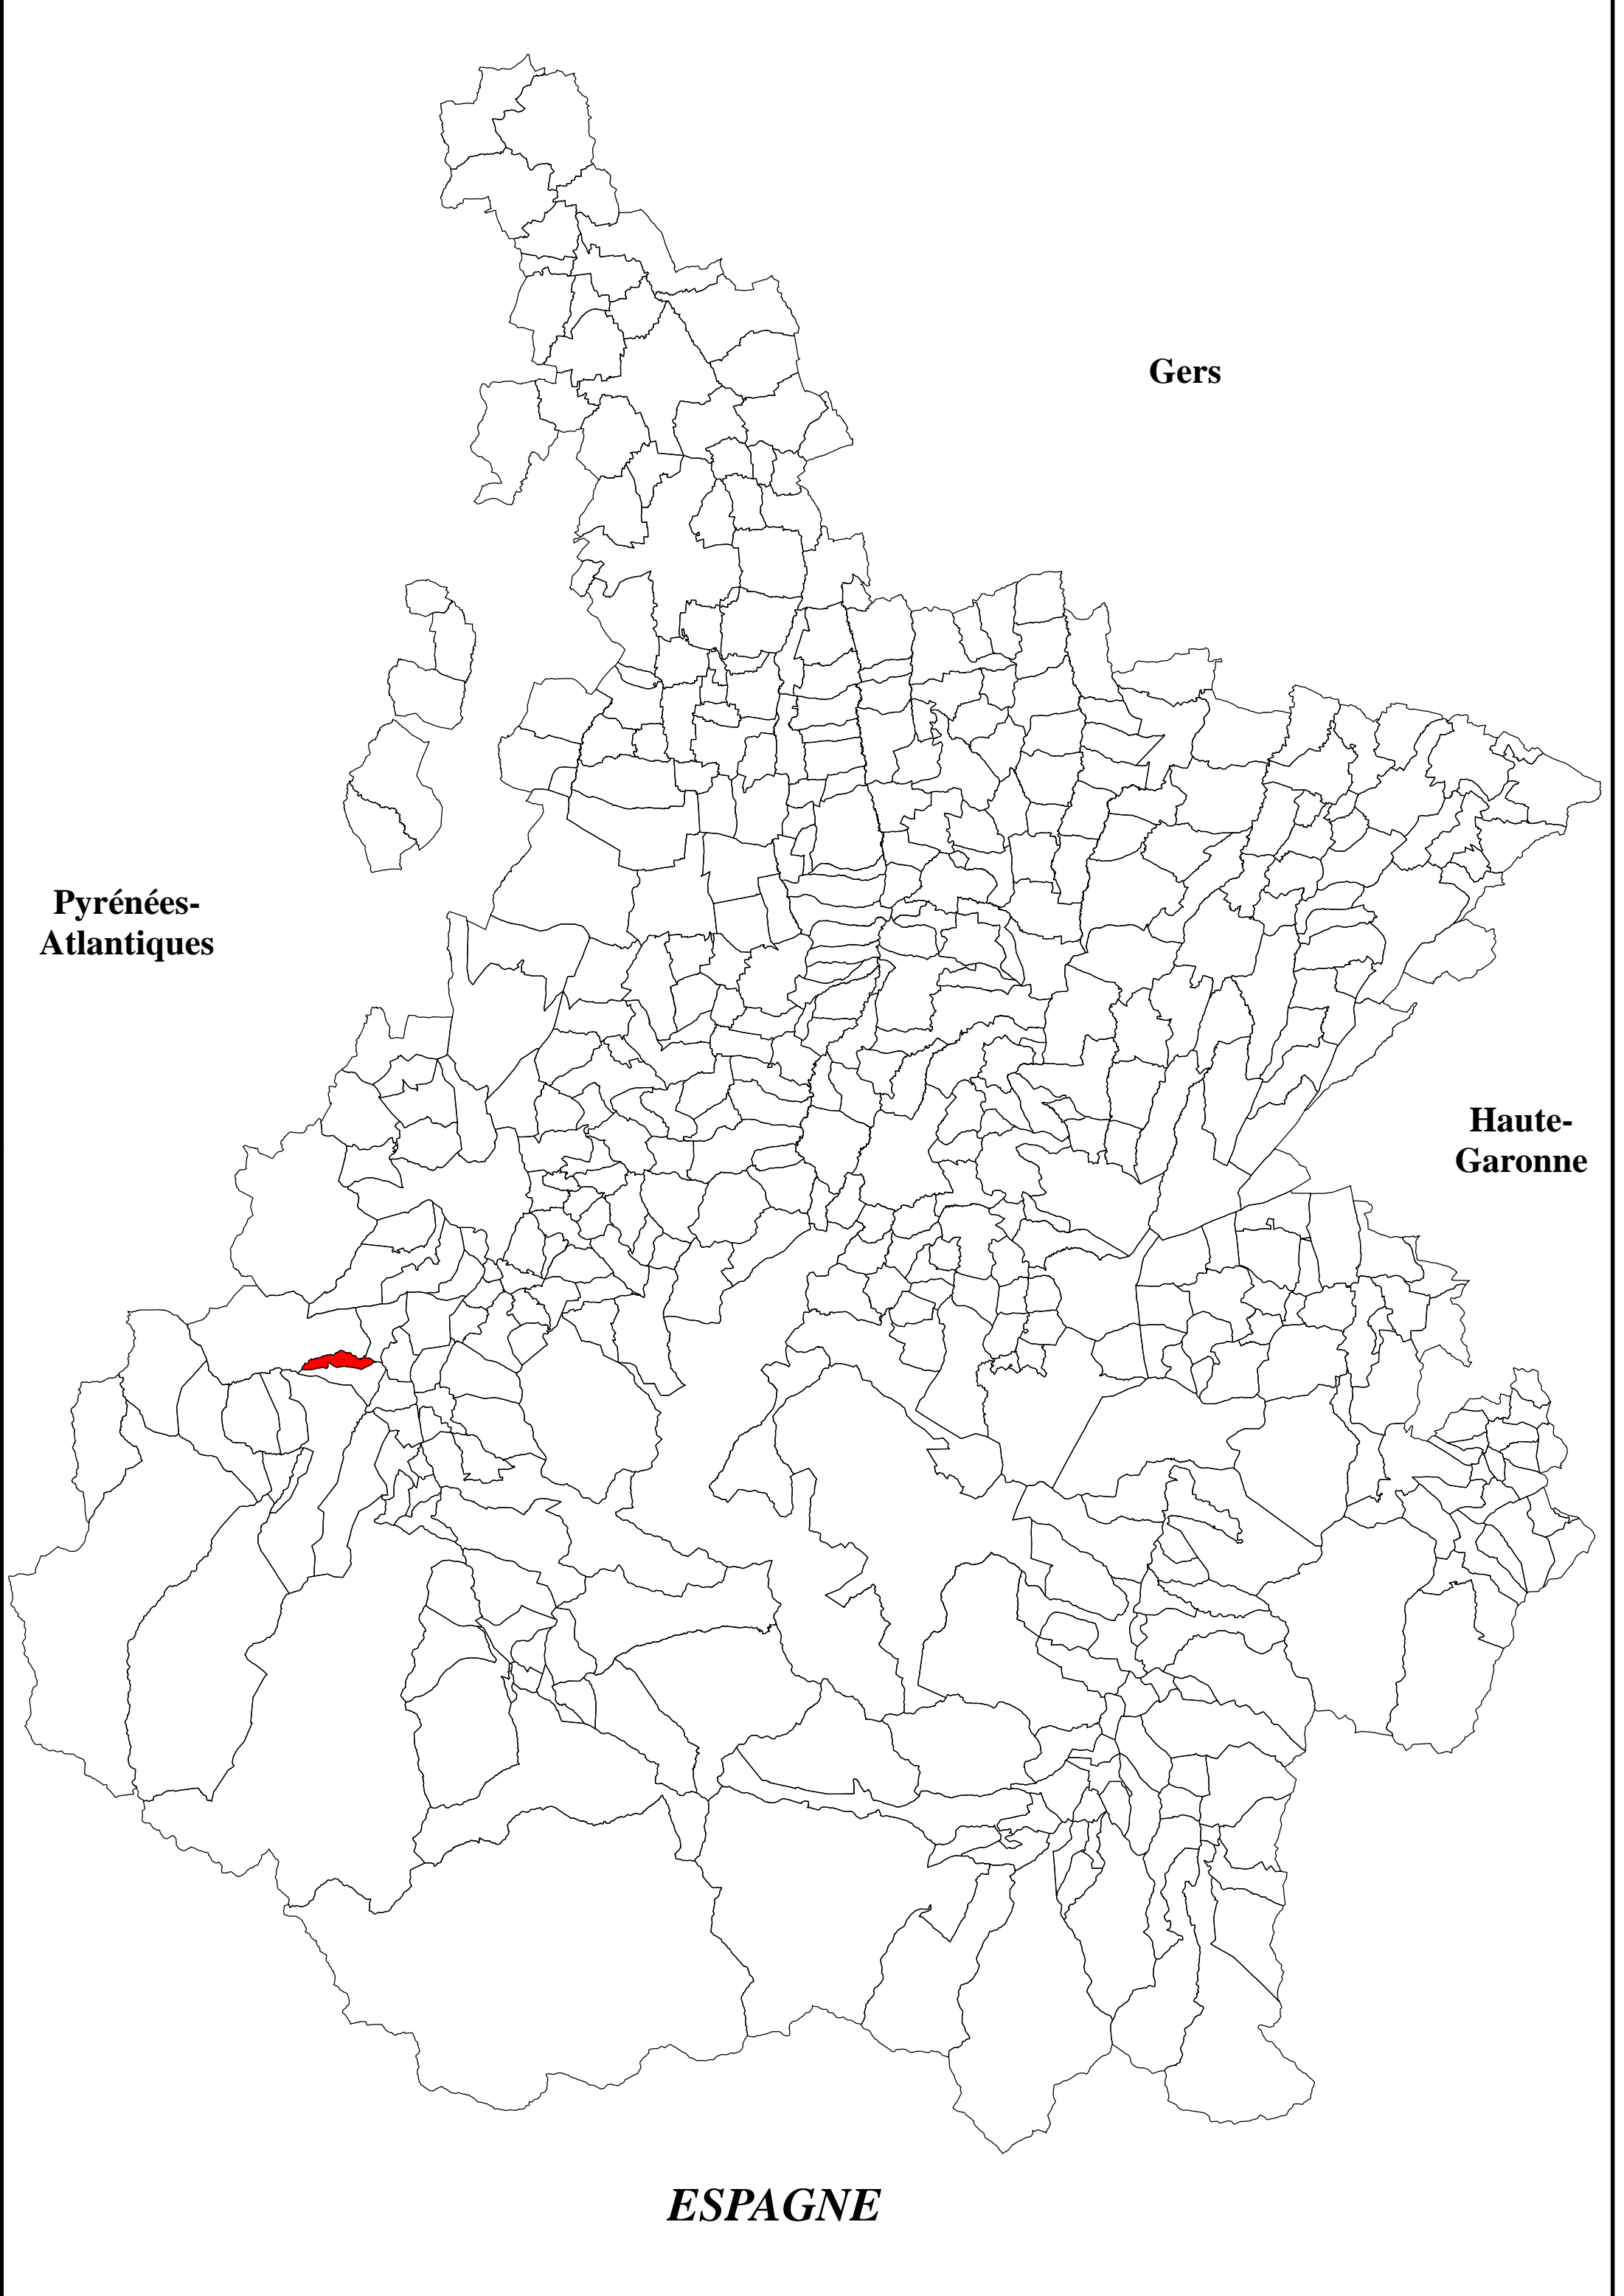 Gers
Pyrénées-
Atlantiques
Haute-
Garonne
ESPAGNE